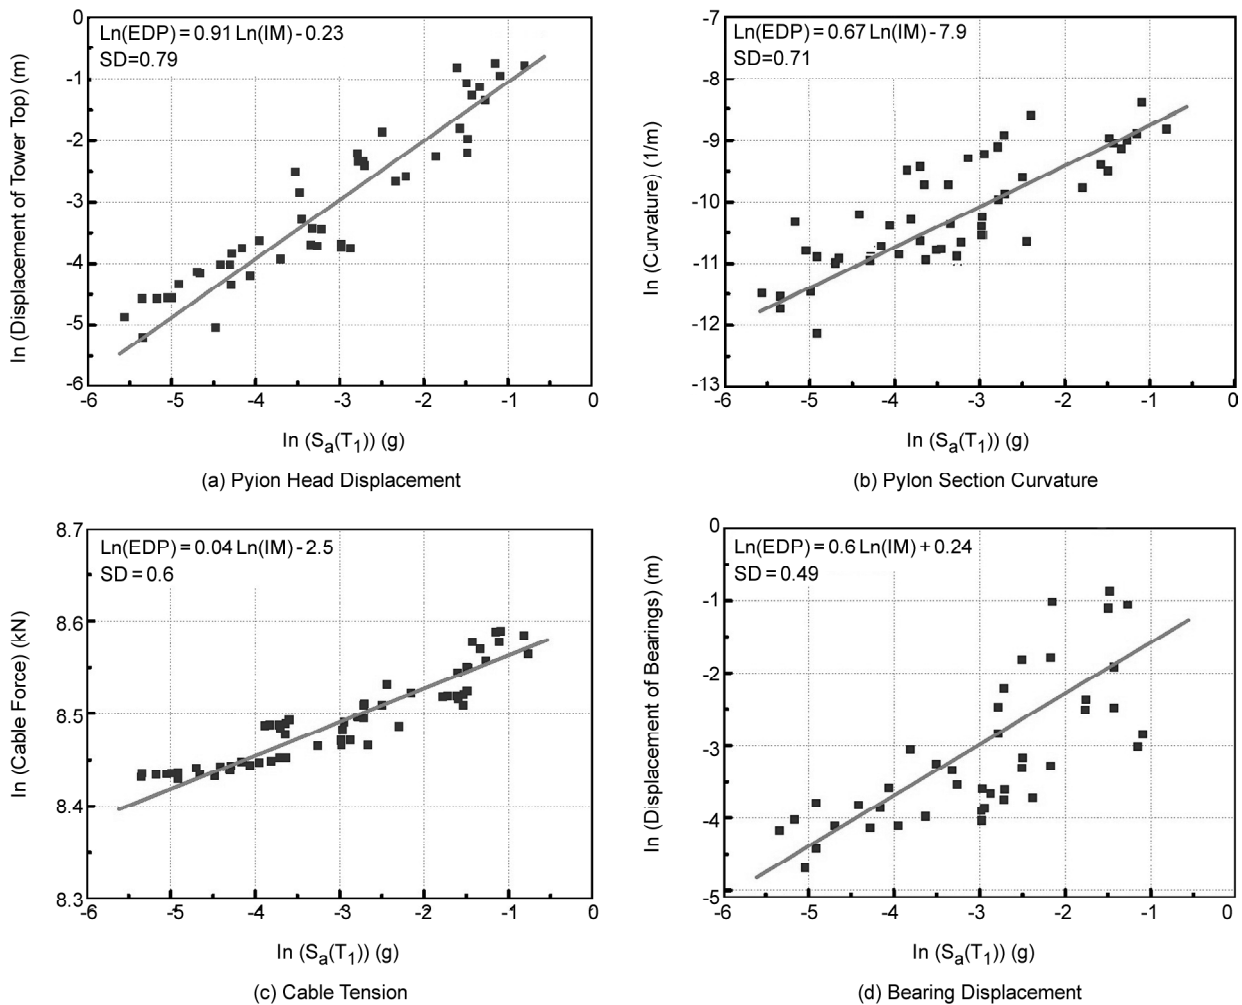 Ln(EDP) = 0.91 Ln(IM) - 0.23
SD=0.79
ln (Displacement of Tower Top) (m)
0
-1
-2
-3
-4
-5
-6
-6 -5 -4 -3 -2 -1 0
ln (Sa(T1)) (g)
(a) Pyion Head Displacement
Ln(EDP) = 0.67 Ln(IM) - 7.9
SD=0.71
ln (Curvature) (1/m)
-7
-8
-9
-10
-11
-12
-13
-6 -5 -4 -3 -2 -1 0
ln (Sa(T1)) (g)
(b) Pylon Section Curvature
Ln(EDP) = 0.04 Ln(IM) - 2.5
SD = 0.6
ln (Cable Force) (kN)
8.7
8.6
8.5
8.4
8.3
-6 -5 -4 -3 -2 -1 0
ln (Sa(T1)) (g)
(c) Cable Tension
Ln(EDP) = 0.6 Ln(IM) + 0.24
SD = 0.49
ln (Displacement of Bearings) (m)
0
-1
-2
-3
-4
-5
-6 -5 -4 -3 -2 -1 0
ln (Sa(T1)) (g)
(d) Bearing Displacement